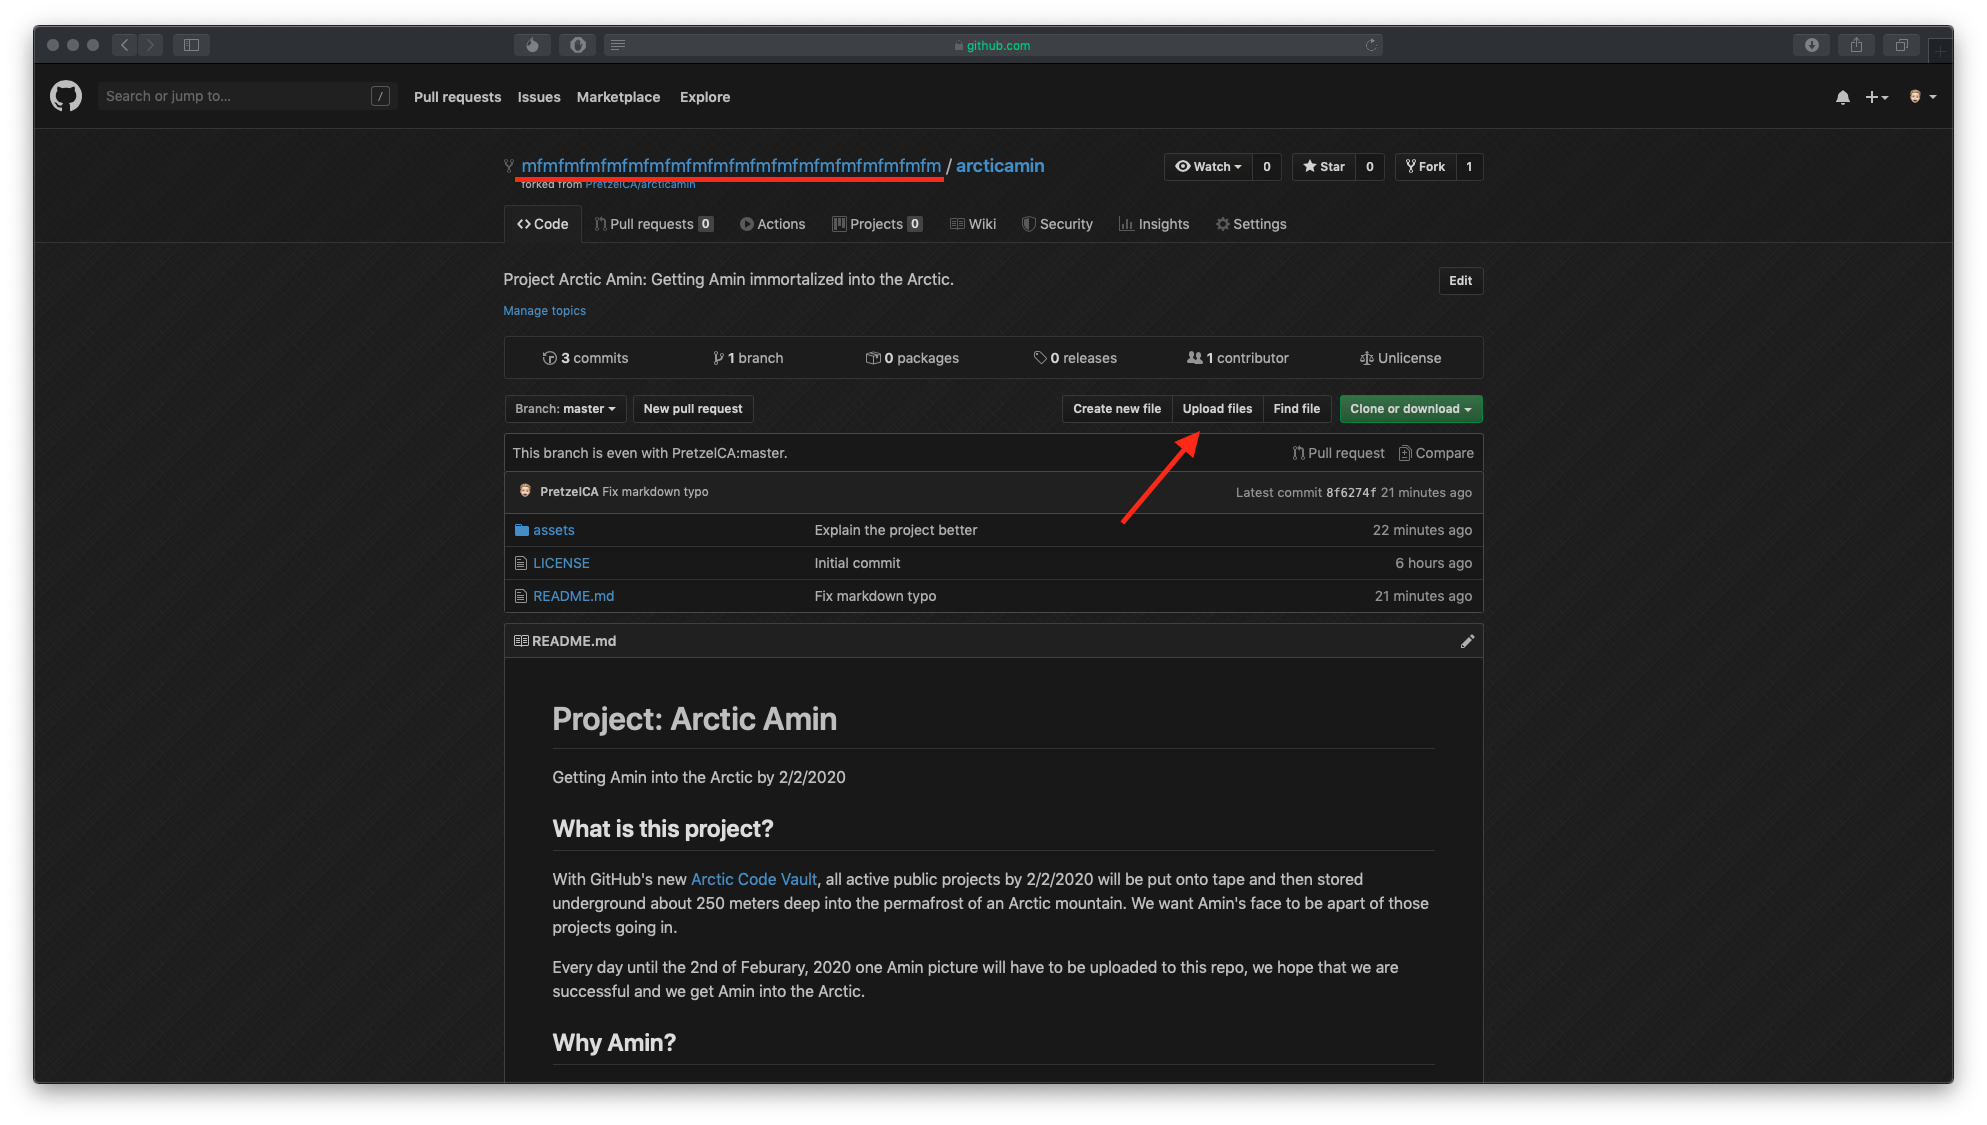 github.com
Search or jump to... /
Pull requests Issues Marketplace Explore
mfmfmfmfmfmfmfmfmfmfmfmfmfmfmfmfmfmfmfm / arcticamin
Watch 0 Star 0 Fork 1
forked from PretzelCA/arcticamin
Code Pull requests 0 Actions Projects 0 Wiki Security Insights Settings
Project Arctic Amin: Getting Amin immortalized into the Arctic.
Edit
Manage topics
3 commits 1 branch 0 packages 0 releases 1 contributor Unlicense
Branch: master New pull request Create new file Upload files Find file Clone or download
This branch is even with PretzelCA:master. Pull request Compare
PretzelCA Fix markdown typo Latest commit 8f6274f 21 minutes ago
assets Explain the project better 22 minutes ago
LICENSE Initial commit 6 hours ago
README.md Fix markdown typo 21 minutes ago
README.md
Project: Arctic Amin
Getting Amin into the Arctic by 2/2/2020
What is this project?
With GitHub's new Arctic Code Vault, all active public projects by 2/2/2020 will be put onto tape and then stored
underground about 250 meters deep into the permafrost of an Arctic mountain. We want Amin's face to be apart of those
projects going in.
Every day until the 2nd of Feburary, 2020 one Amin picture will have to be uploaded to this repo, we hope that we are
successful and we get Amin into the Arctic.
Why Amin?